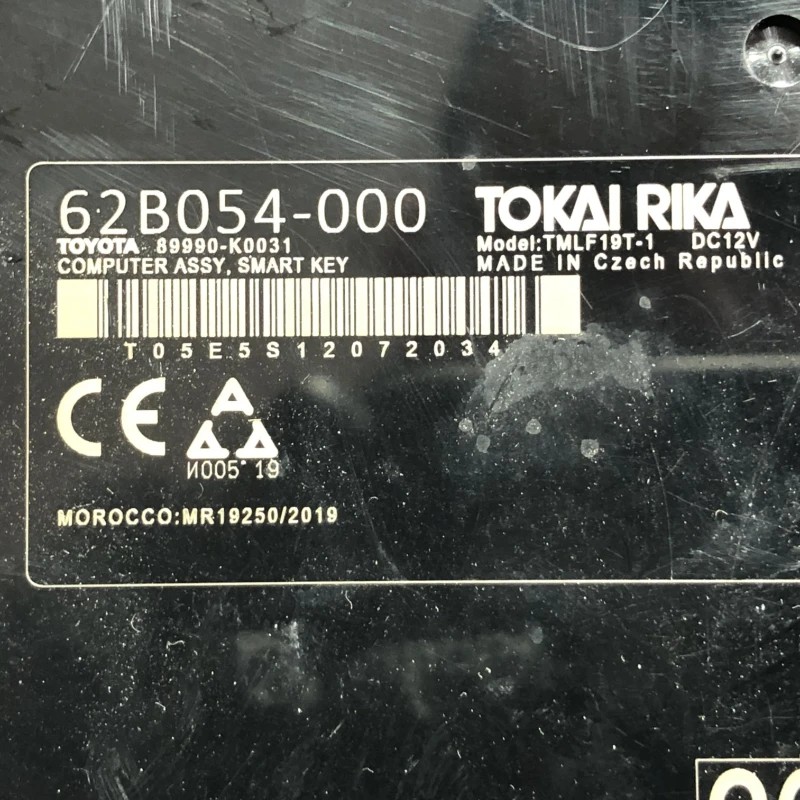 62B054-000 TOKAI RIKA
TOYOTA 89990-K0031 Model:TMLF19T-1 DC12V
COMPUTER ASSY, SMART KEY MADE IN Czech Republic
T05E5S12072034
CE
A
И005 19
MOROCCO:MR19250/2019